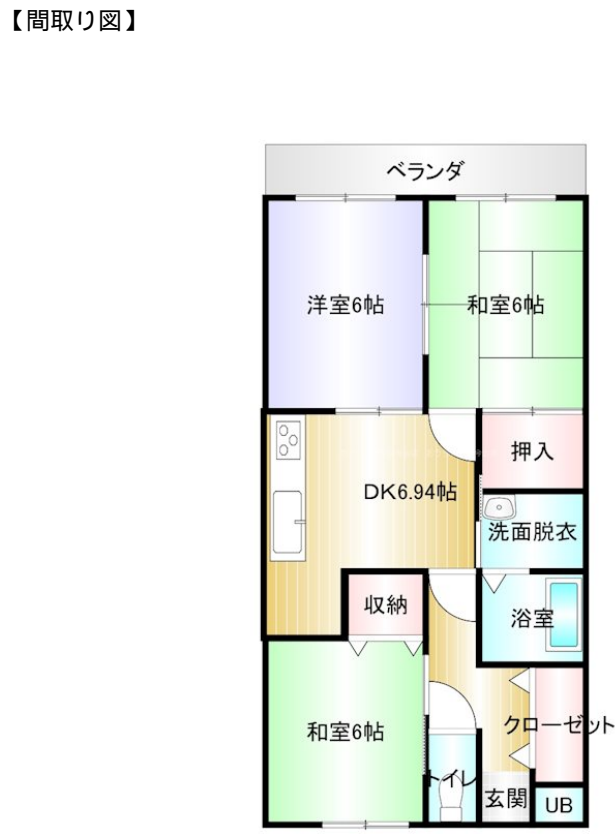 【間取り図】
ベランダ
洋室6帖
和室6帖
押入
DK6.94帖
洗面脱衣
収納
浴室
クローゼット
和室6帖
トイレ
玄関
UB